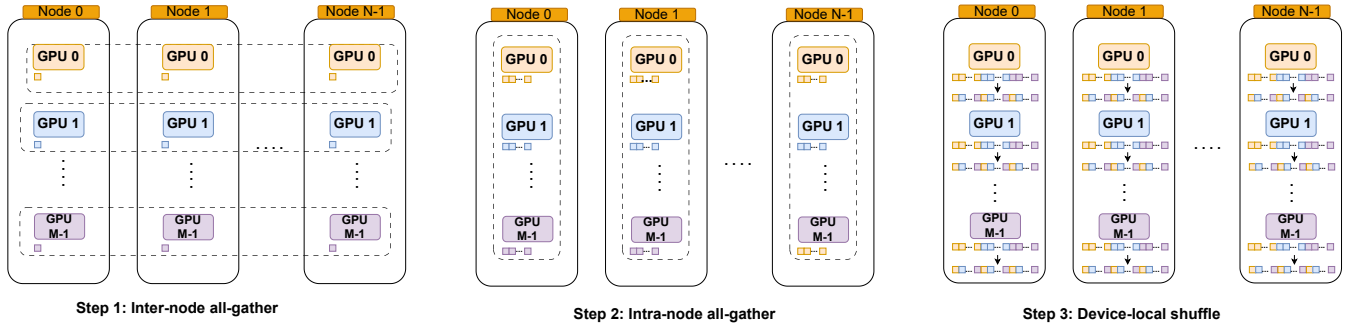 Node 0 Node 1 Node N-1
GPU 0 GPU 0 GPU 0
GPU 1 GPU 1 GPU 1
....
GPU M-1 GPU M-1 GPU M-1
Step 1: Inter-node all-gather
Node 0 Node 1 Node N-1
GPU 0 GPU 0 GPU 0
GPU 1 GPU 1 GPU 1
....
GPU M-1 GPU M-1 GPU M-1
Step 2: Intra-node all-gather
Node 0 Node 1 Node N-1
GPU 0 GPU 0 GPU 0
GPU 1 GPU 1 GPU 1
....
GPU M-1 GPU M-1 GPU M-1
Step 3: Device-local shuffle